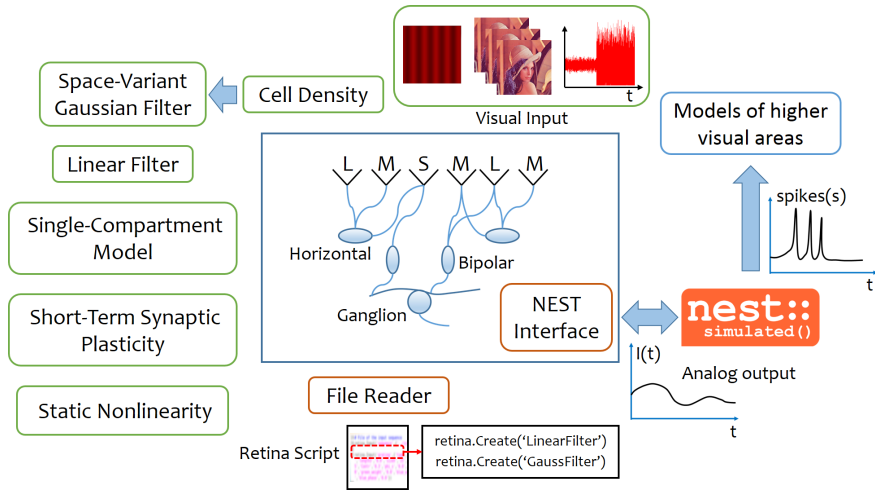 t
Visual Input
Space-Variant
Gaussian Filter
Cell Density
Linear Filter
Single-Compartment
Model
Short-Term Synaptic
Plasticity
Static Nonlinearity
L M S M L M
Horizontal
Bipolar
Ganglion
NEST
Interface
Models of higher
visual areas
spikes(s)
t
nest::
simulated()
I(t)
Analog output
t
File Reader
Retina Script
retina.Create(‘LinearFilter’)
retina.Create(‘GaussFilter’)